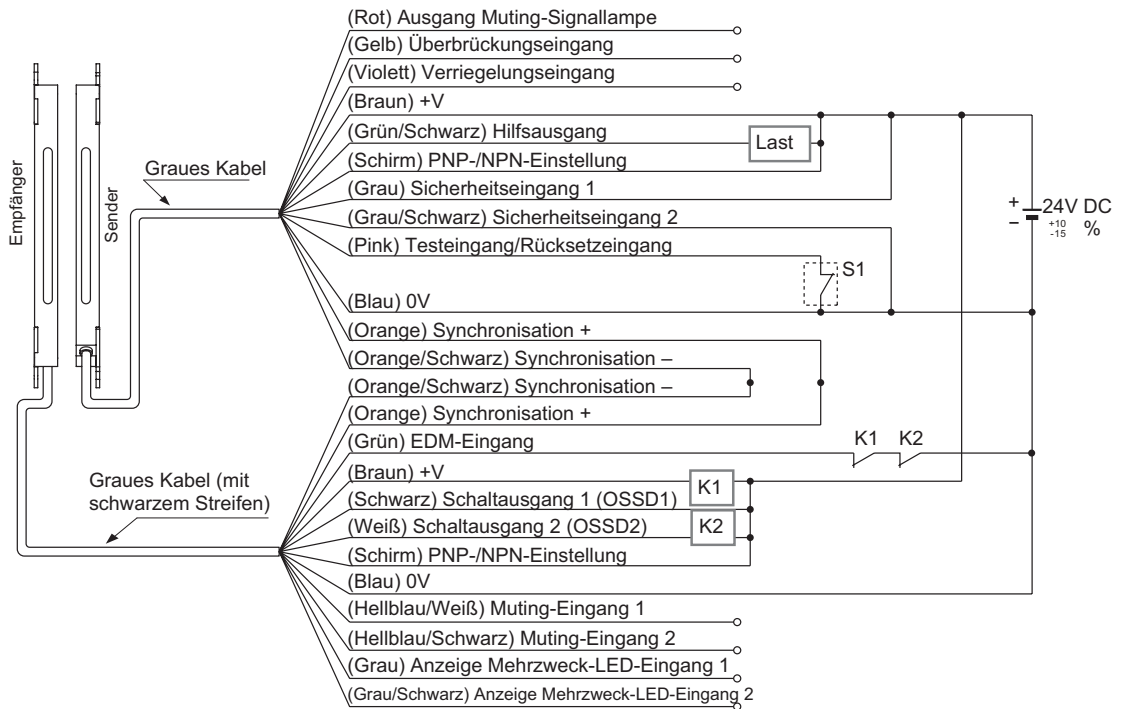 (Rot) Ausgang Muting-Signallampe
(Gelb) Überbrückungseingang
(Violett) Verriegelungseingang
(Braun) +V
(Grün/Schwarz) Hilfsausgang
Last
(Schirm) PNP-/NPN-Einstellung
(Grau) Sicherheitseingang 1
(Grau/Schwarz) Sicherheitseingang 2
(Pink) Testeingang/Rücksetzeingang
S1
(Blau) 0V
(Orange) Synchronisation +
(Orange/Schwarz) Synchronisation –
(Orange/Schwarz) Synchronisation –
(Orange) Synchronisation +
(Grün) EDM-Eingang
K1 K2
(Braun) +V
K1
(Schwarz) Schaltausgang 1 (OSSD1)
(Weiß) Schaltausgang 2 (OSSD2)
K2
(Schirm) PNP-/NPN-Einstellung
(Blau) 0V
(Hellblau/Weiß) Muting-Eingang 1
(Hellblau/Schwarz) Muting-Eingang 2
(Grau) Anzeige Mehrzweck-LED-Eingang 1
(Grau/Schwarz) Anzeige Mehrzweck-LED-Eingang 2
Empfänger
Sender
Graues Kabel
Graues Kabel (mit
schwarzem Streifen)
+
–
24V DC
+10
-15 %